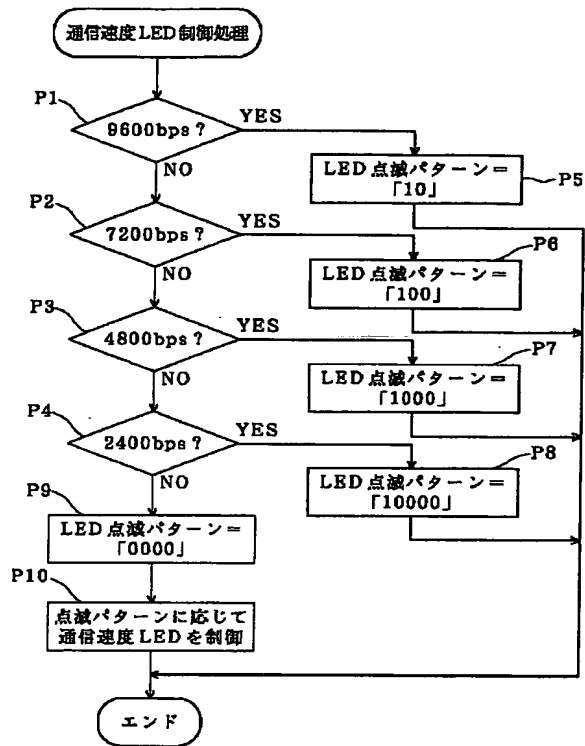 通信速度LED制御処理
P1
9600bps?
YES
NO
LED点滅パターン=
「10」
P5
P2
7200bps?
YES
NO
P6
LED点滅パターン=
「100」
P3
4800bps?
YES
NO
P7
LED点滅パターン=
「1000」
P4
2400bps?
YES
NO
P8
LED点滅パターン=
「10000」
P9
LED点滅パターン=
「0000」
P10
点滅パターンに応じて
通信速度LEDを制御
エンド